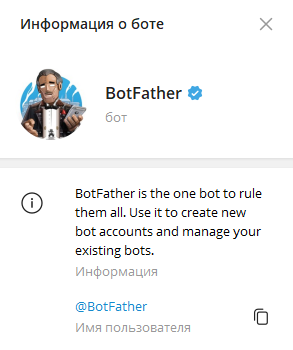 Информация о боте
BotFather
бот
BotFather is the one bot to rule
them all. Use it to create new
bot accounts and manage your
existing bots.
Информация
@BotFather
Имя пользователя